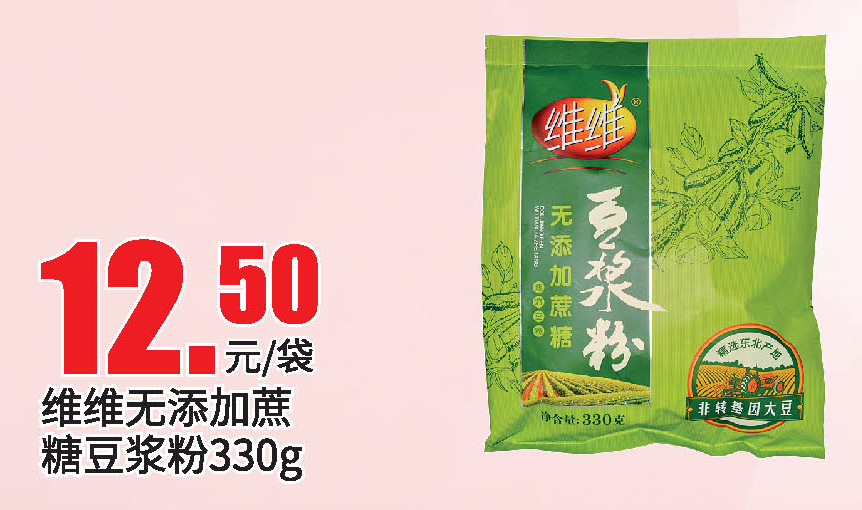 12.50
元/袋
维维无添加蔗
糖豆浆粉330g
维维®
豆浆粉
无添加蔗糖
净含量:330克
精选东北产地
非转基因大豆